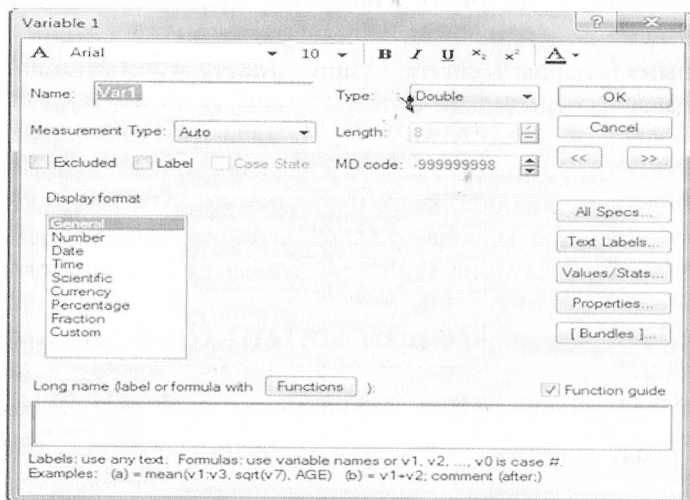 Variable 1
A Arial 10 B I U x₂ x² A
Name: Var1 Type: Double OK
Measurement Type: Auto Length: 8 Cancel
Excluded Label Case State MD code: -999999998 << >>
Display format
General
Number
Date
Time
Scientific
Currency
Percentage
Fraction
Custom
All Specs...
Text Labels...
Values/Stats...
Properties...
[ Bundles ]...
Long name (label or formula with Functions ): Function guide
Labels: use any text. Formulas: use variable names or v1, v2, ..., v0 is case #.
Examples: (a) = mean(v1:v3, sqrt(v7), AGE) (b) = v1+v2; comment (after;)